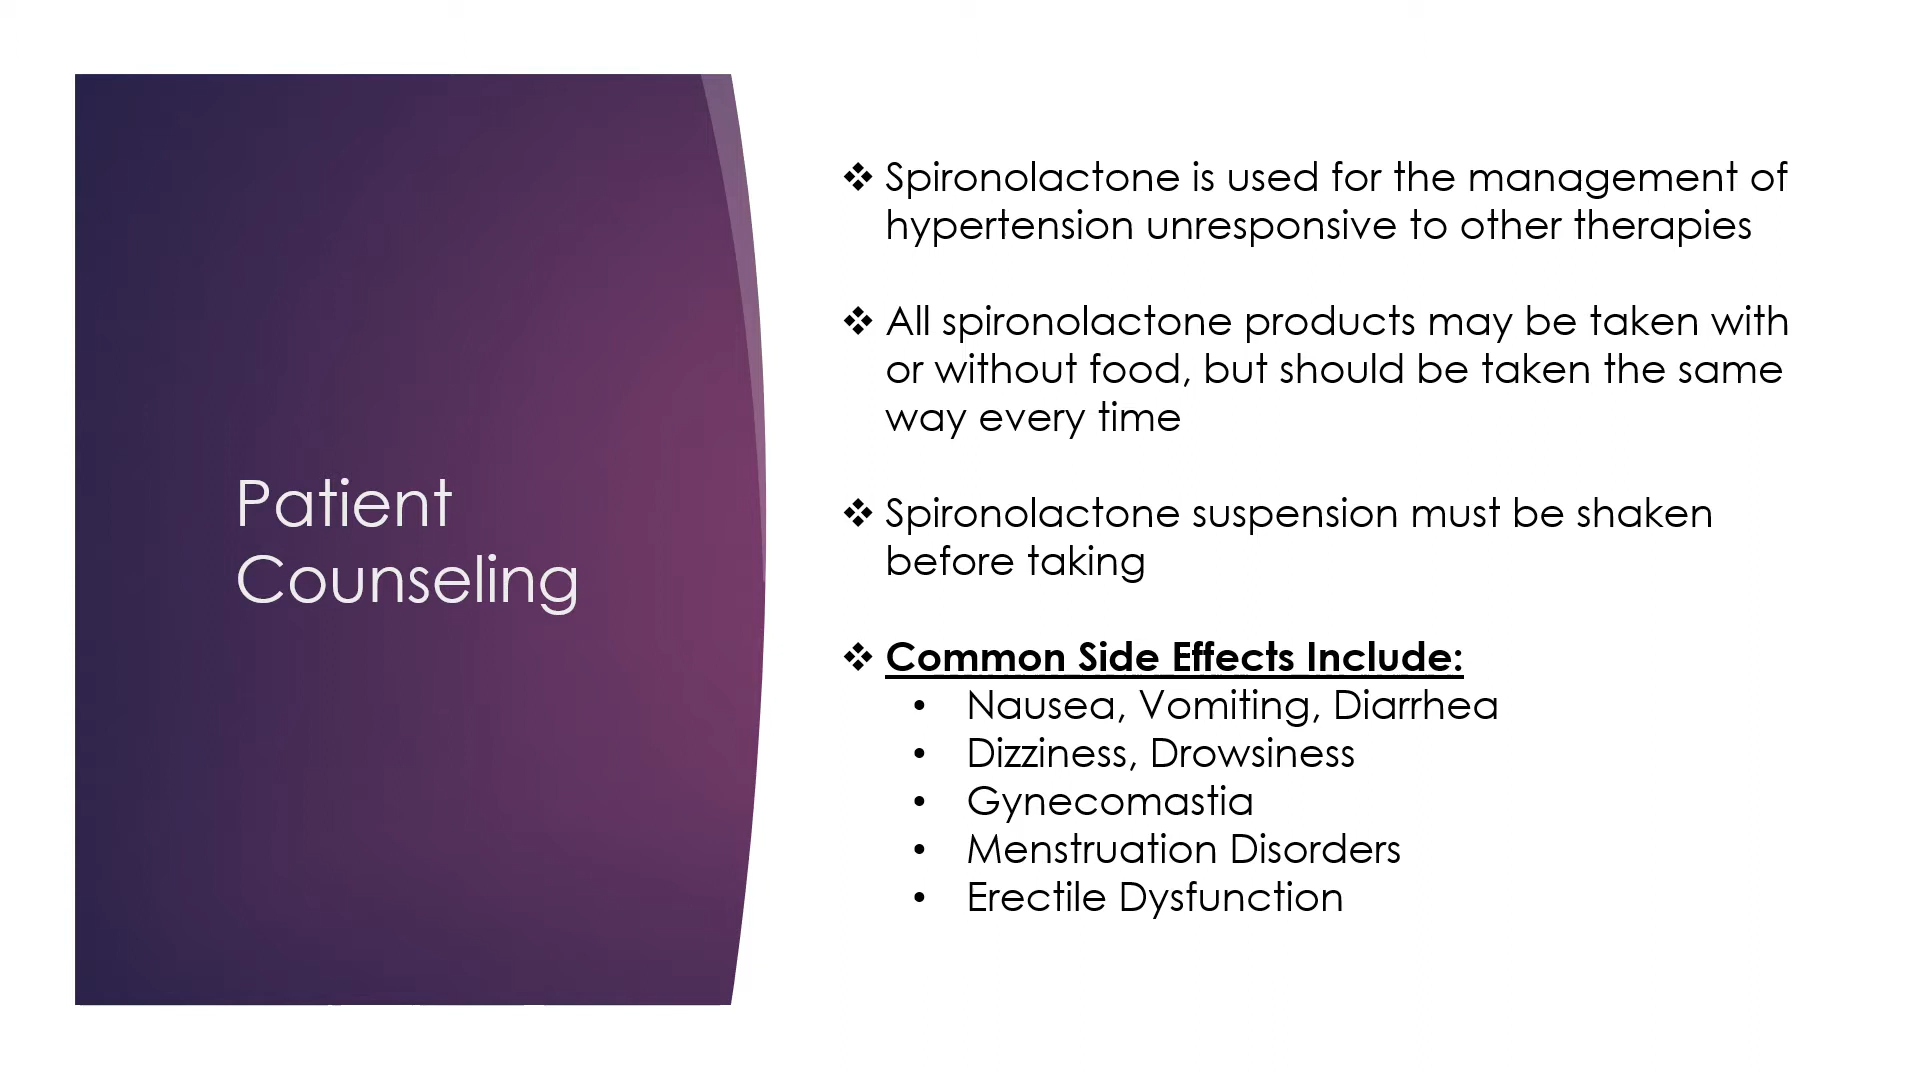 Patient
Counseling
❖ Spironolactone is used for the management of
hypertension unresponsive to other therapies
❖ All spironolactone products may be taken with
or without food, but should be taken the same
way every time
❖ Spironolactone suspension must be shaken
before taking
❖ Common Side Effects Include:
• Nausea, Vomiting, Diarrhea
• Dizziness, Drowsiness
• Gynecomastia
• Menstruation Disorders
• Erectile Dysfunction